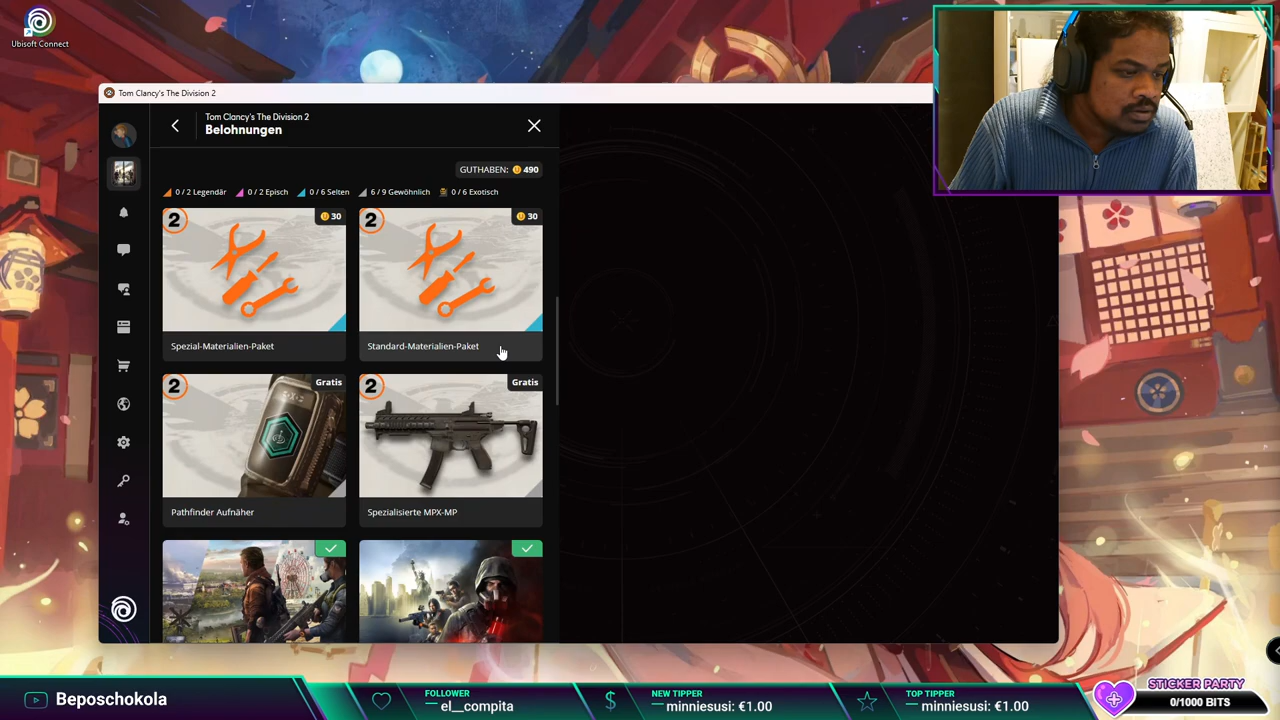 Ubisoft Connect
Tom Clancy's The Division 2
Tom Clancy's The Division 2
Belohnungen
GUTHABEN: 490
0 / 2 Legendär 0 / 2 Episch 0 / 6 Selten 6 / 9 Gewöhnlich 0 / 6 Exotisch
2 30 2 30
Spezial-Materialien-Paket Standard-Materialien-Paket
2 Gratis 2 Gratis
Pathfinder Aufnäher Spezialisierte MPX-MP
Beposchokola
FOLLOWER
el__compita
NEW TIPPER
minniesusi: €1.00
TOP TIPPER
minniesusi: €1.00
STICKER PARTY
0/1000 BITS